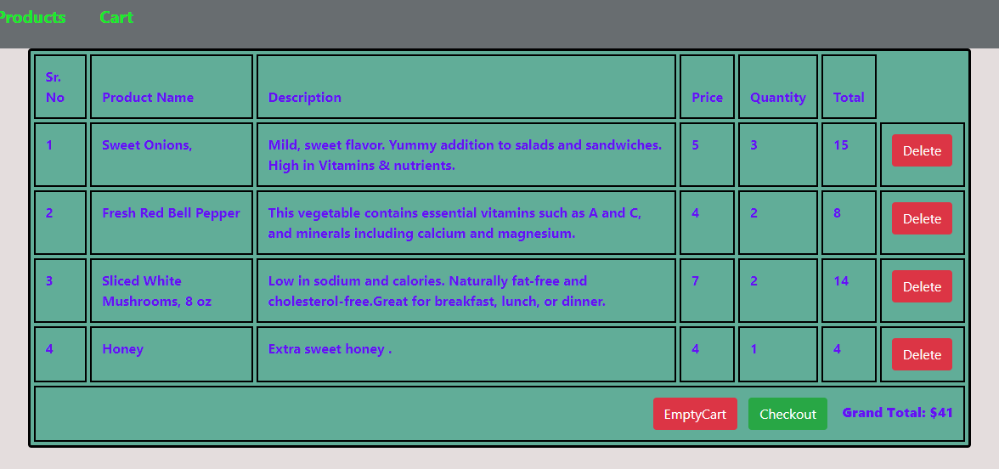 Products Cart
Sr.
No Product Name Description Price Quantity Total
1 Sweet Onions, Mild, sweet flavor. Yummy addition to salads and sandwiches. 5 3 15 Delete
High in Vitamins & nutrients.
2 Fresh Red Bell Pepper This vegetable contains essential vitamins such as A and C, 4 2 8 Delete
and minerals including calcium and magnesium.
3 Sliced White Low in sodium and calories. Naturally fat-free and 7 2 14 Delete
Mushrooms, 8 oz cholesterol-free.Great for breakfast, lunch, or dinner.
4 Honey Extra sweet honey . 4 1 4 Delete
EmptyCart Checkout Grand Total: $41